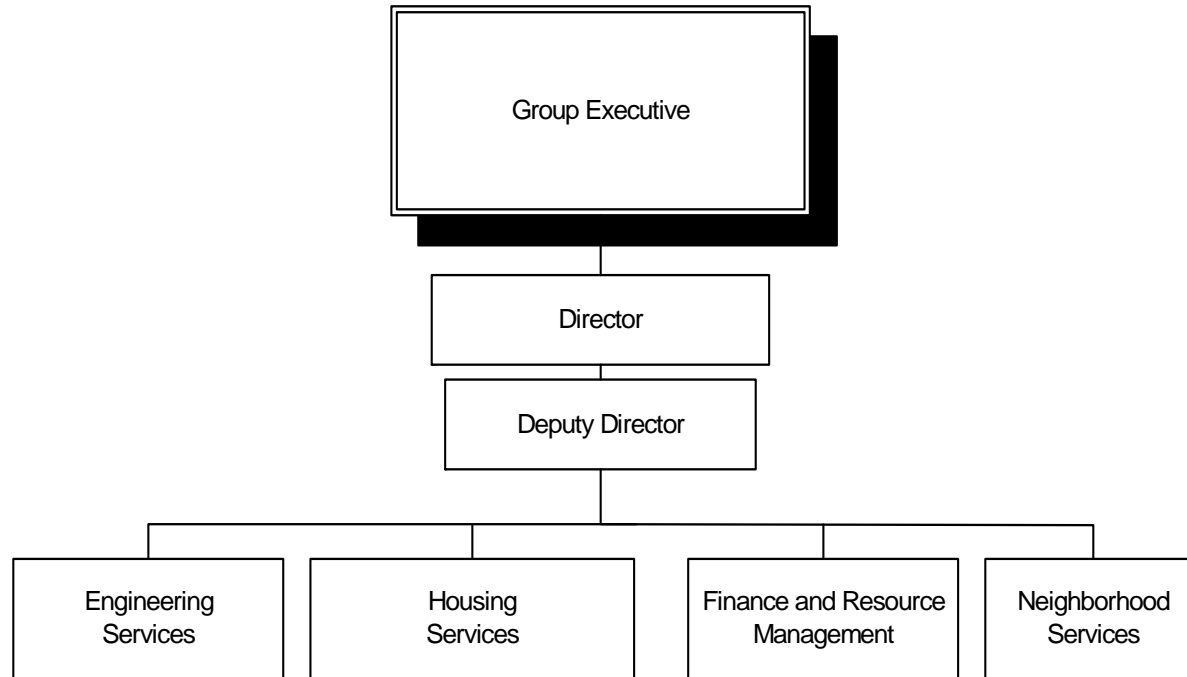 Group Executive
Director
Deputy Director
Engineering
Services
Housing
Services
Finance and Resource
Management
Neighborhood
Services